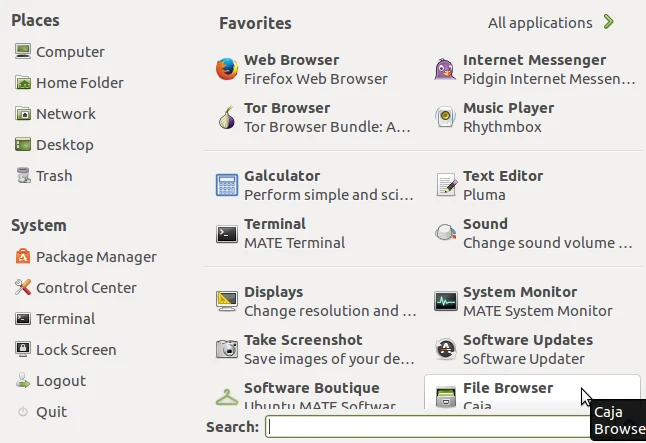 Places
Computer
Home Folder
Network
Desktop
Trash
System
Package Manager
Control Center
Terminal
Lock Screen
Logout
Quit
Favorites
All applications
Web Browser
Firefox Web Browser
Internet Messenger
Pidgin Internet Messen...
Tor Browser
Tor Browser Bundle: A...
Music Player
Rhythmbox
Galculator
Perform simple and sci...
Text Editor
Pluma
Terminal
MATE Terminal
Sound
Change sound volume ...
Displays
Change resolution and ...
System Monitor
MATE System Monitor
Take Screenshot
Save images of your de...
Software Updates
Software Updater
Software Boutique
Ubuntu MATE Softwar
File Browser
Caja
Search:
Caja
Browse